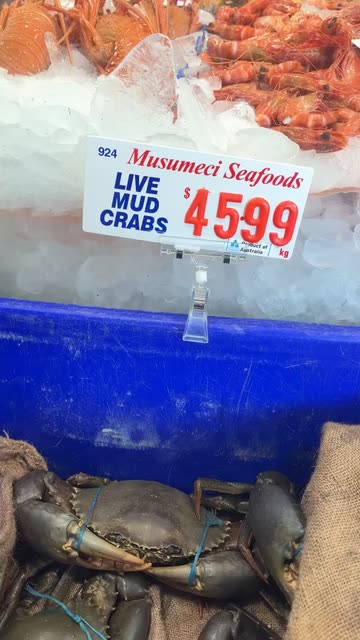 924
Musumeci Seafoods
LIVE
MUD
CRABS
$4599
Product of
Australia
kg